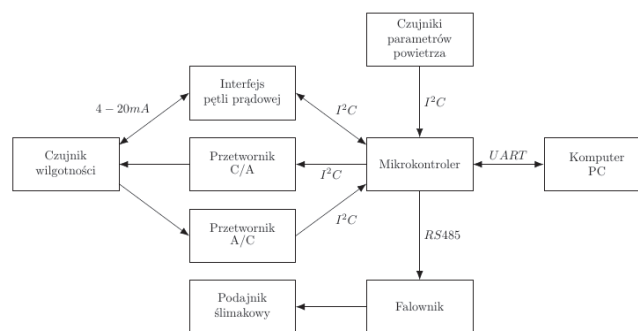 Czujniki
parametrów
powietrza
Interfejs
pętli prądowej
4 − 20mA
I²C
I²C
Czujnik
wilgotności
Przetwornik
C/A
I²C
Mikrokontroler
UART
Komputer
PC
Przetwornik
A/C
I²C
RS485
Podajnik
ślimakowy
Falownik